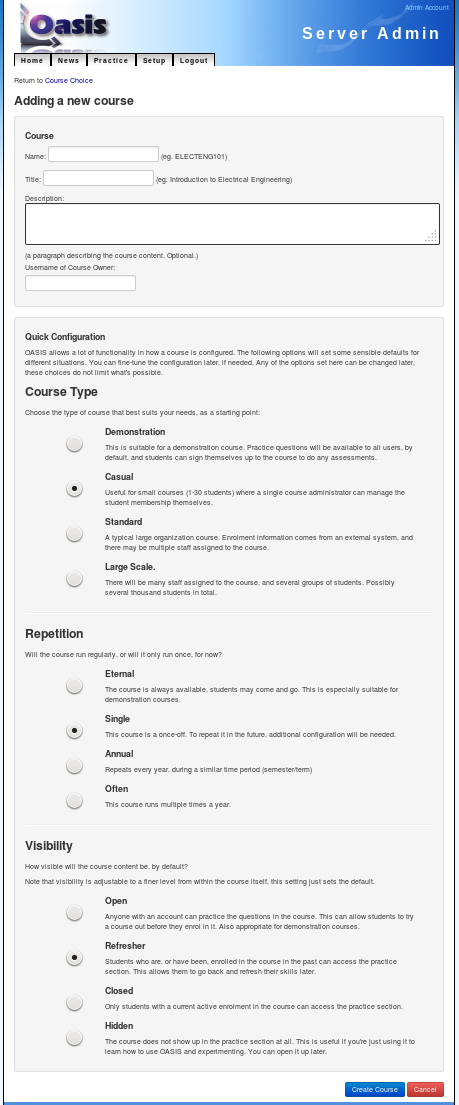 Admin Account
Oasis
Server Admin
Home News Practice Setup Logout
Return to Course Choice
Adding a new course
Course
Name: (eg. ELECTENG101)
Title: (eg. Introduction to Electrical Engineering)
Description:
(a paragraph describing the course content. Optional.)
Username of Course Owner:
Quick Configuration
OASIS allows a lot of functionality in how a course is configured. The following options will set some sensible defaults for
different situations. You can fine-tune the configuration later, if needed. Any of the options set here can be changed later,
these choices do not limit what's possible.
Course Type
Choose the type of course that best suits your needs, as a starting point:
Demonstration
This is suitable for a demonstration course. Practice questions will be available to all users, by
default, and students can sign themselves up to the course to do any assessments.
Casual
Useful for small courses (1-30 students) where a single course administrator can manage the
student membership themselves.
Standard
A typical large organization course. Enrolment information comes from an external system, and
there may be multiple staff assigned to the course.
Large Scale.
There will be many staff assigned to the course, and several groups of students. Possibly
several thousand students in total.
Repetition
Will the course run regularly, or will it only run once, for now?
Eternal
The course is always available, students may come and go. This is especially suitable for
demonstration courses.
Single
This course is a once-off. To repeat it in the future, additional configuration will be needed.
Annual
Repeats every year, during a similar time period (semester/term)
Often
This course runs multiple times a year.
Visibility
How visible will the course content be, by default?
Note that visibility is adjustable to a finer level from within the course itself, this setting just sets the default.
Open
Anyone with an account can practice the questions in the course. This can allow students to try
a course out before they enrol in it. Also appropriate for demonstration courses.
Refresher
Students who are, or have been, enrolled in the course in the past can access the practice
section. This allows them to go back and refresh their skills later.
Closed
Only students with a current active enrolment in the course can access the practice section.
Hidden
The course does not show up in the practice section at all. This is useful if you're just using it to
learn how to use OASIS and experimenting. You can open it up later.
Create Course Cancel